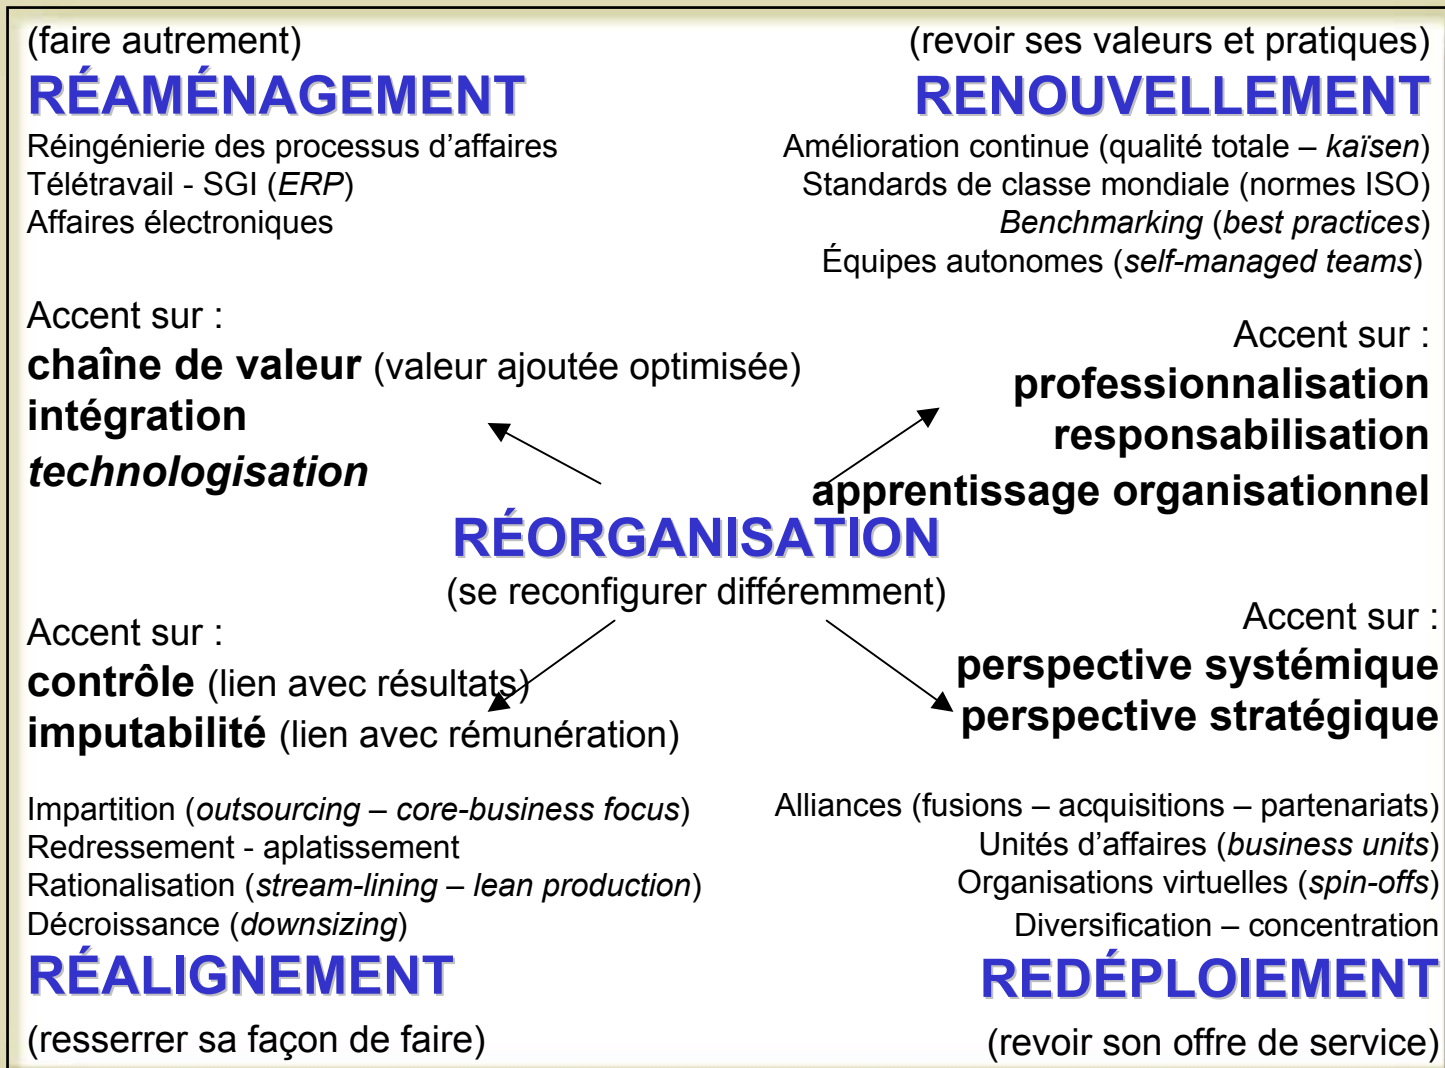 (faire autrement)
RÉAMÉNAGEMENT
Réingénierie des processus d’affaires
Télétravail - SGI (ERP)
Affaires électroniques
Accent sur :
chaîne de valeur (valeur ajoutée optimisée)
intégration
technologisation
(revoir ses valeurs et pratiques)
RENOUVELLEMENT
Amélioration continue (qualité totale – kaïsen)
Standards de classe mondiale (normes ISO)
Benchmarking (best practices)
Équipes autonomes (self-managed teams)
Accent sur :
professionnalisation
responsabilisation
apprentissage organisationnel
RÉORGANISATION
(se reconfigurer différemment)
Accent sur :
contrôle (lien avec résultats)
imputabilité (lien avec rémunération)
Impartition (outsourcing – core-business focus)
Redressement - aplatissement
Rationalisation (stream-lining – lean production)
Décroissance (downsizing)
RÉALIGNEMENT
(resserrer sa façon de faire)
Accent sur :
perspective systémique
perspective stratégique
Alliances (fusions – acquisitions – partenariats)
Unités d’affaires (business units)
Organisations virtuelles (spin-offs)
Diversification – concentration
REDÉPLOIEMENT
(revoir son offre de service)